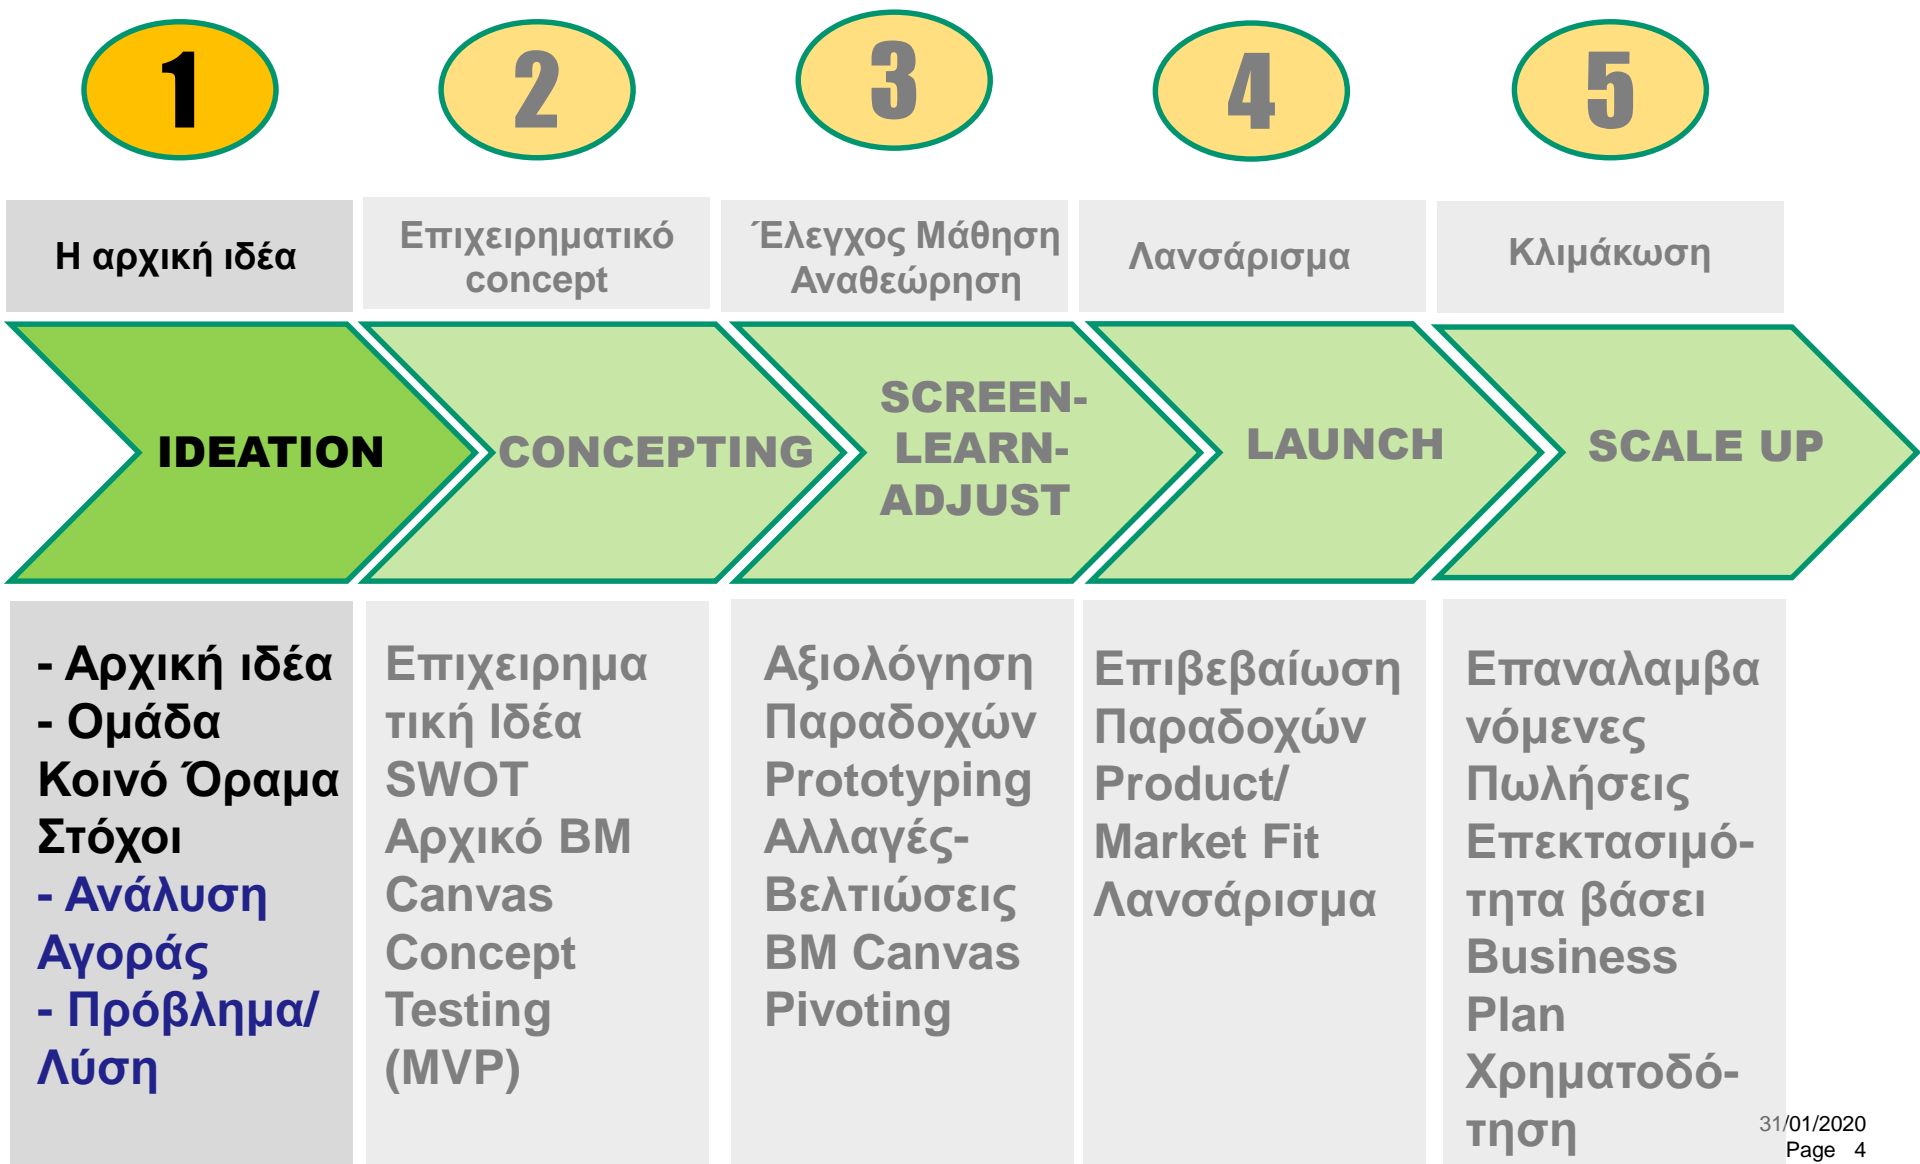 1
2
3
4
5
Η αρχική ιδέα
Επιχειρηματικό
concept
Έλεγχος Μάθηση
Αναθεώρηση
Λανσάρισμα
Κλιμάκωση
IDEATION
CONCEPTING
SCREEN-
LEARN-
ADJUST
LAUNCH
SCALE UP
- Αρχική ιδέα
- Ομάδα
Κοινό Όραμα
Στόχοι
- Ανάλυση
Αγοράς
- Πρόβλημα/
Λύση
Επιχειρημα
τική Ιδέα
SWOT
Αρχικό BM
Canvas
Concept
Testing
(MVP)
Αξιολόγηση
Παραδοχών
Prototyping
Αλλαγές-
Βελτιώσεις
BM Canvas
Pivoting
Επιβεβαίωση
Παραδοχών
Product/
Market Fit
Λανσάρισμα
Επαναλαμβα
νόμενες
Πωλήσεις
Επεκτασιμό-
τητα βάσει
Business
Plan
Χρηματοδό-
τηση
31/01/2020
Page 4